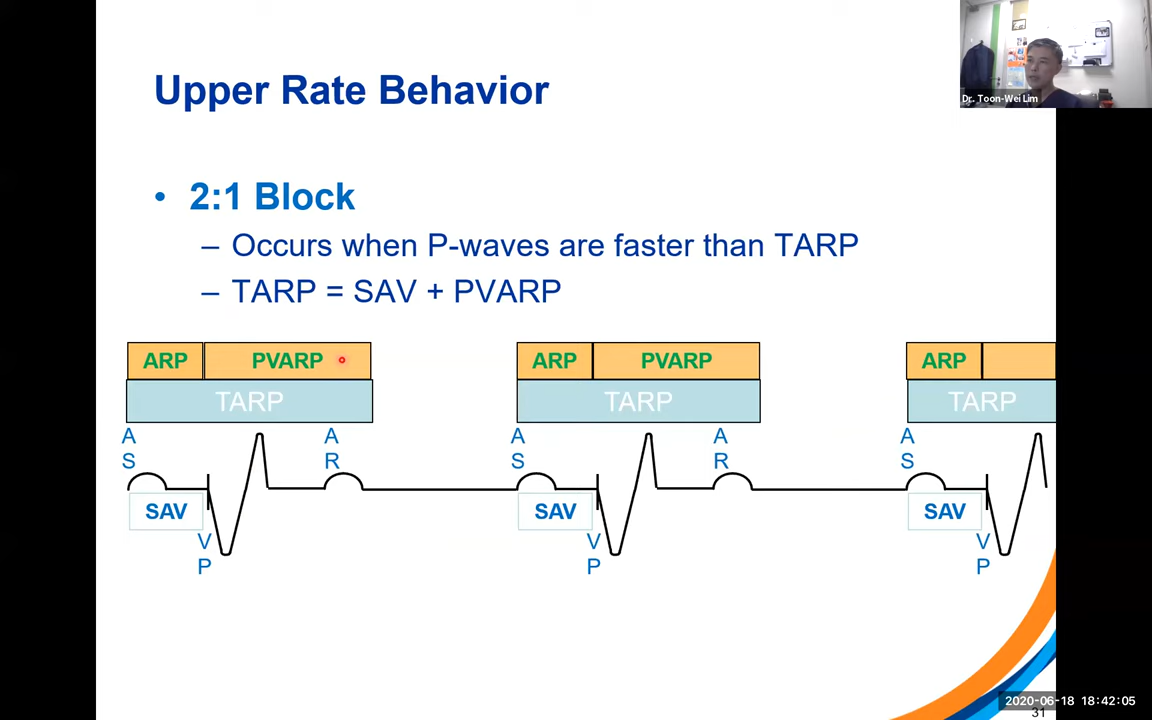 Dr. Toon-Wei Lim
Upper Rate Behavior
• 2:1 Block
– Occurs when P-waves are faster than TARP
– TARP = SAV + PVARP
ARP PVARP ARP PVARP ARP
TARP TARP TARP
A A A A A
S R S R S
SAV SAV SAV
V V V
P P P
2020-06-18 18:42:05
31